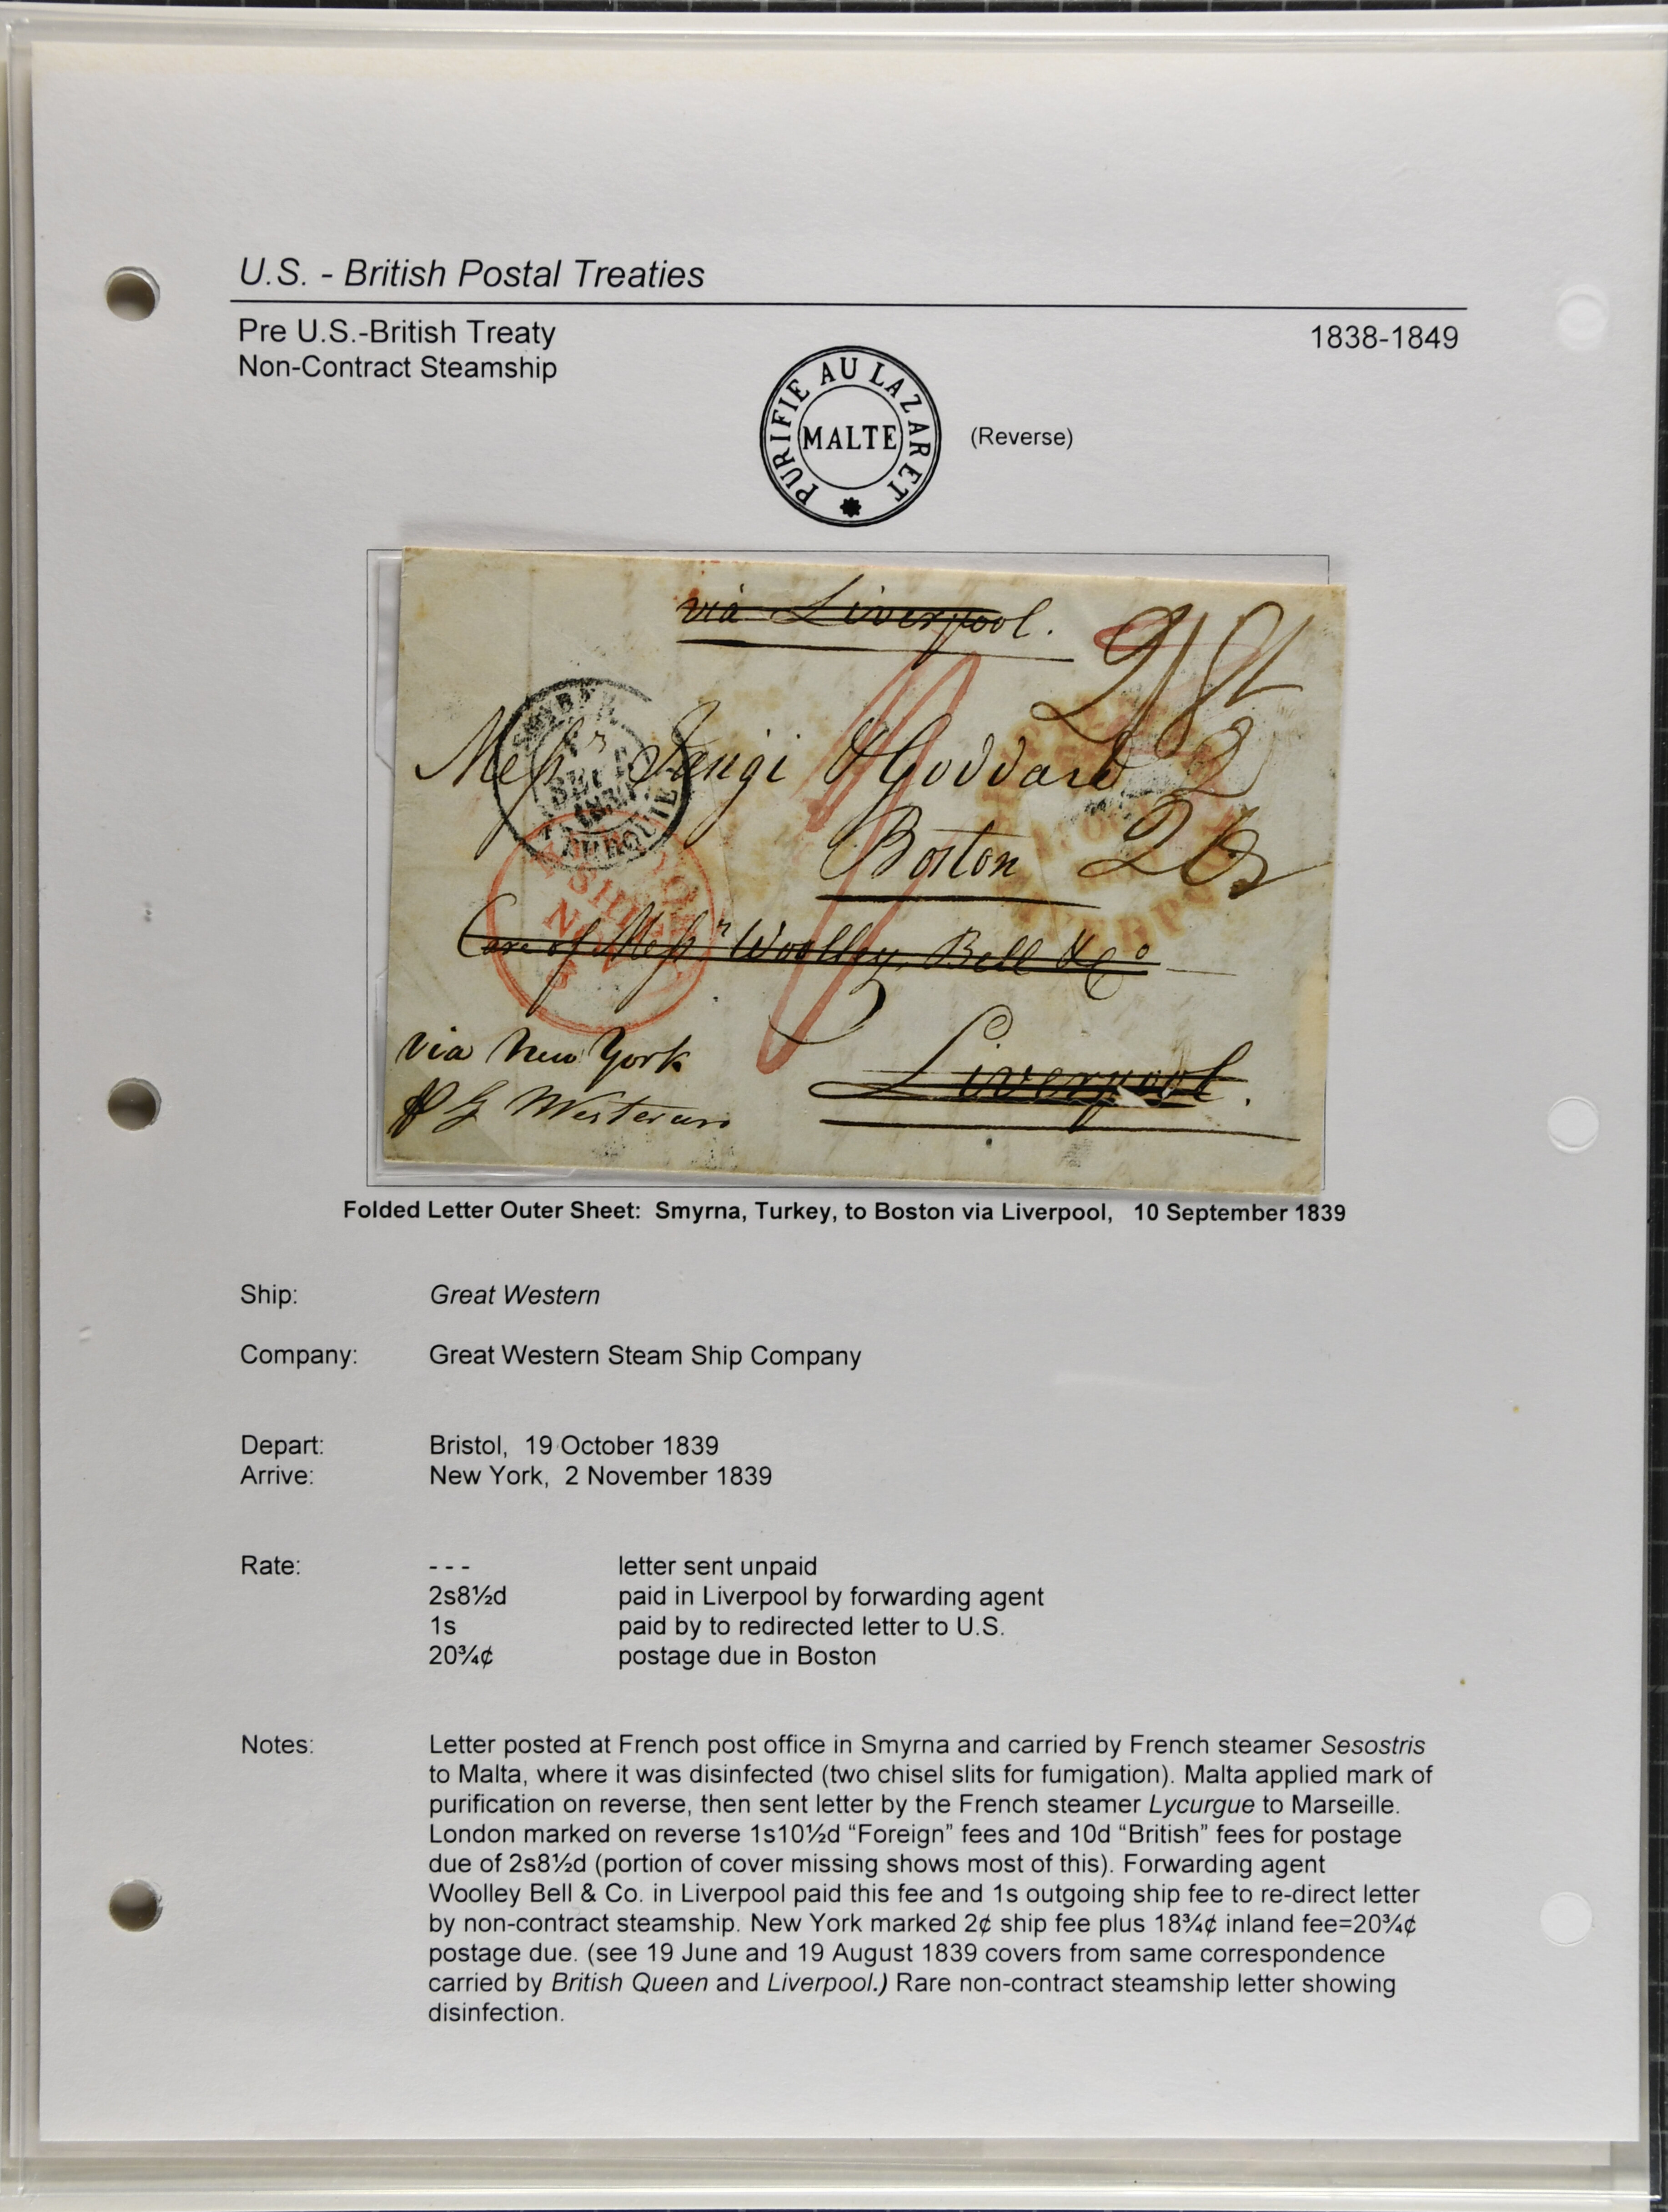 U.S. - British Postal Treaties
Pre U.S.-British Treaty
1838-1849
Non-Contract Steamship
PURIFIE AU LAZARET
MALTE
(Reverse)
via Liverpool.
2/8½
Messrs Iasigi & Goddard
2
Boston
Care of Messrs Woolley, Bell & Co
SHIP
NOV
via New York
p G Western
Liverpool.
Folded Letter Outer Sheet: Smyrna, Turkey, to Boston via Liverpool, 10 September 1839
Ship: Great Western
Company: Great Western Steam Ship Company
Depart: Bristol, 19 October 1839
Arrive: New York, 2 November 1839
Rate: - - - letter sent unpaid
2s8½d paid in Liverpool by forwarding agent
1s paid by to redirected letter to U.S.
20¾¢ postage due in Boston
Notes: Letter posted at French post office in Smyrna and carried by French steamer Sesostris
to Malta, where it was disinfected (two chisel slits for fumigation). Malta applied mark of
purification on reverse, then sent letter by the French steamer Lycurgue to Marseille.
London marked on reverse 1s10½d “Foreign” fees and 10d “British” fees for postage
due of 2s8½d (portion of cover missing shows most of this). Forwarding agent
Woolley Bell & Co. in Liverpool paid this fee and 1s outgoing ship fee to re-direct letter
by non-contract steamship. New York marked 2¢ ship fee plus 18¾¢ inland fee=20¾¢
postage due. (see 19 June and 19 August 1839 covers from same correspondence
carried by British Queen and Liverpool.) Rare non-contract steamship letter showing
disinfection.